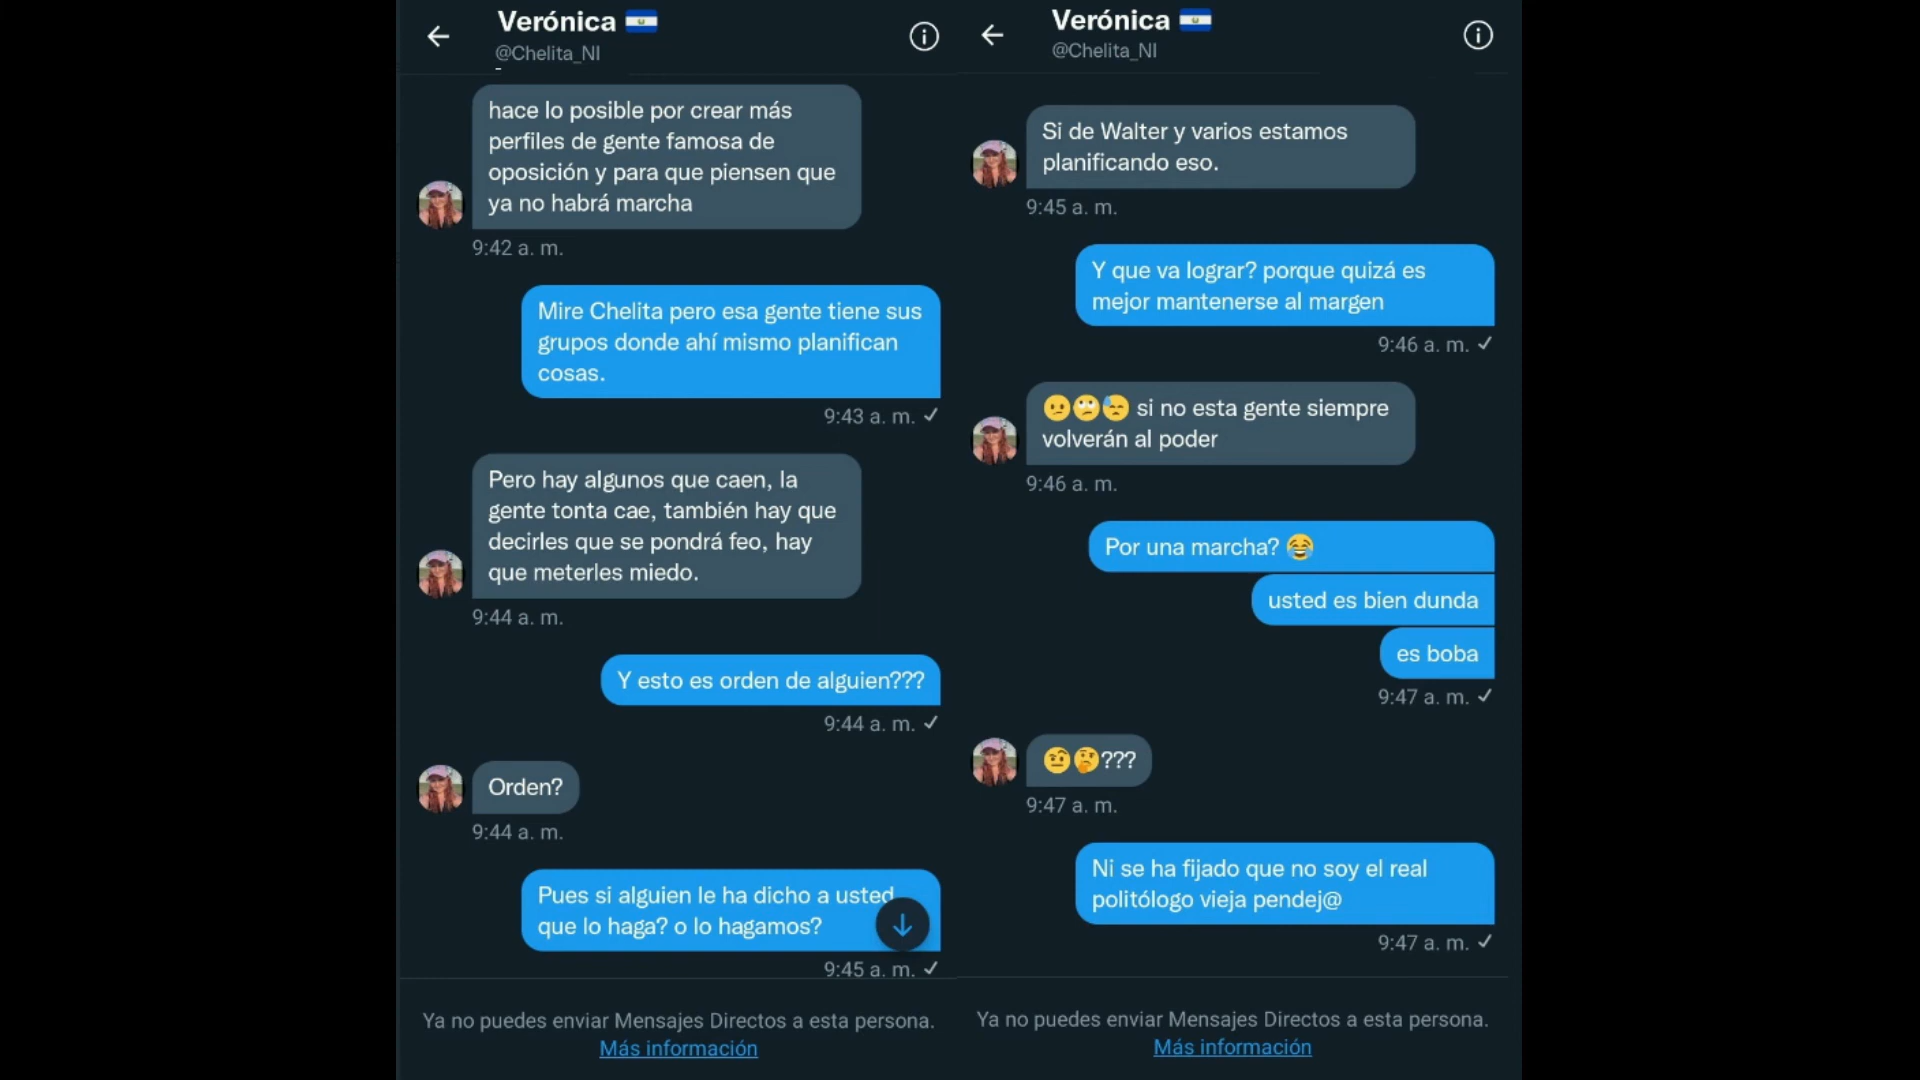 Verónica 🇸🇻
@Chelita_NI
hace lo posible por crear más
perfiles de gente famosa de
oposición y para que piensen que
ya no habrá marcha
9:42 a. m.
Mire Chelita pero esa gente tiene sus
grupos donde ahí mismo planifican
cosas.
9:43 a. m. ✓
Pero hay algunos que caen, la
gente tonta cae, también hay que
decirles que se pondrá feo, hay
que meterles miedo.
9:44 a. m.
Y esto es orden de alguien???
9:44 a. m. ✓
Orden?
9:44 a. m.
Pues si alguien le ha dicho a usted
que lo haga? o lo hagamos?
9:45 a. m. ✓
Ya no puedes enviar Mensajes Directos a esta persona.
Más información
Verónica 🇸🇻
@Chelita_NI
Si de Walter y varios estamos
planificando eso.
9:45 a. m.
Y que va lograr? porque quizá es
mejor mantenerse al margen
9:46 a. m. ✓
🫤🙄😓 si no esta gente siempre
volverán al poder
9:46 a. m.
Por una marcha? 😂
usted es bien dunda
es boba
9:47 a. m. ✓
🤨🤔???
9:47 a. m.
Ni se ha fijado que no soy el real
politólogo vieja pendej@
9:47 a. m. ✓
Ya no puedes enviar Mensajes Directos a esta persona.
Más información